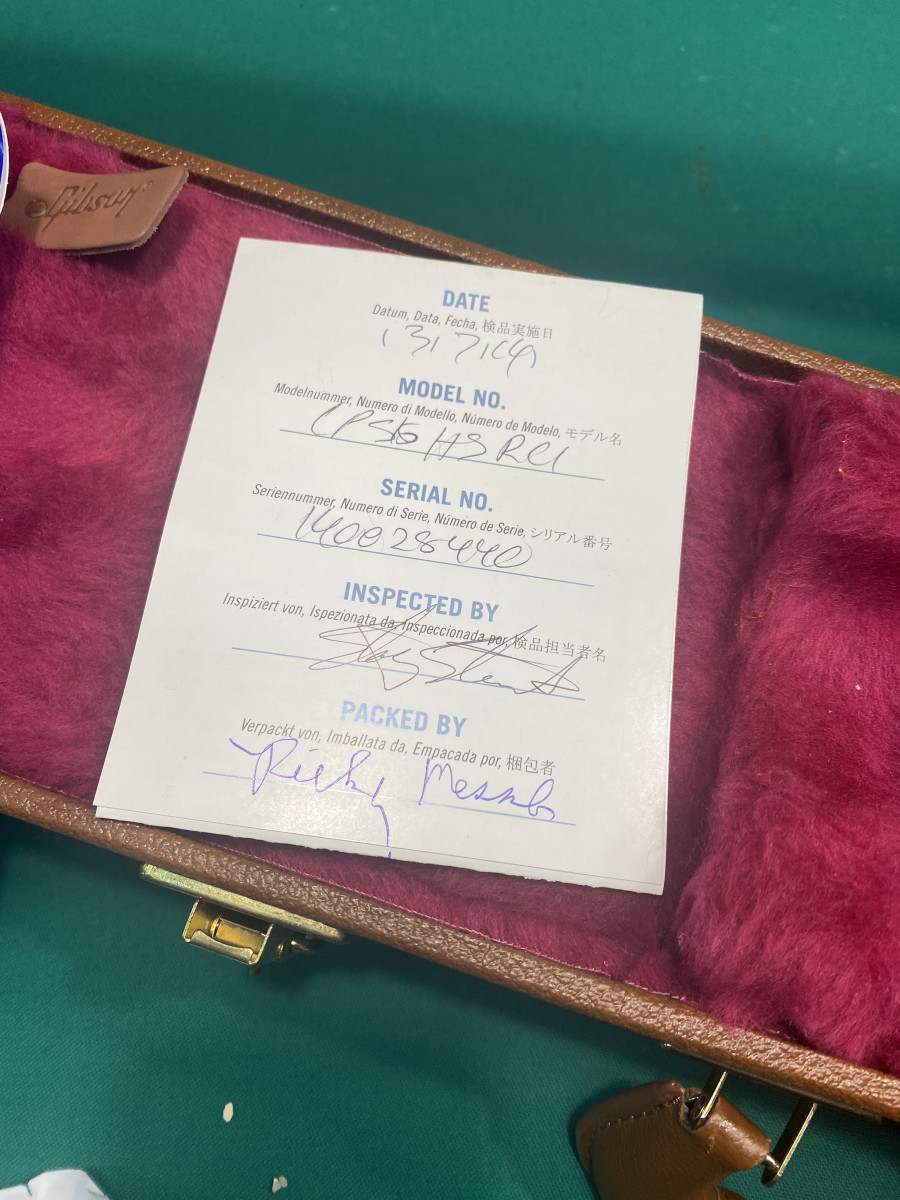 Gibson
DATE
Datum, Data, Fecha, 検品実施日
MODEL NO.
Modelnummer, Numero di Modello, Número de Modelo, モデル名
HS RC1
SERIAL NO.
Seriennummer, Numero di Serie, Número de Serie, シリアル番号
140028440
INSPECTED BY
Inspiziert von, Ispezionata da, Inspeccionada por, 検品担当者名
PACKED BY
Verpackt von, Imballata da, Empacada por, 梱包者
Ricky